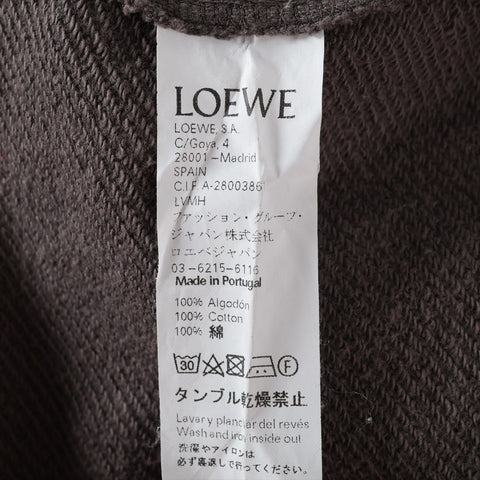 LOEWE
LOEWE, S.A.
C/Goya, 4
28001 – Madrid
SPAIN
C.I.F. A-2800386
LVMH
ファッション・グループ・
ジャパン株式会社
ロエベジャパン
03-6215-6116
Made in Portugal
100% Algodón
100% Cotton
100% 綿
30 F
タンブル乾燥禁止
Lavar y planchar del revés
Wash and iron inside out
洗濯やアイロンは
必ず裏返して行ってください